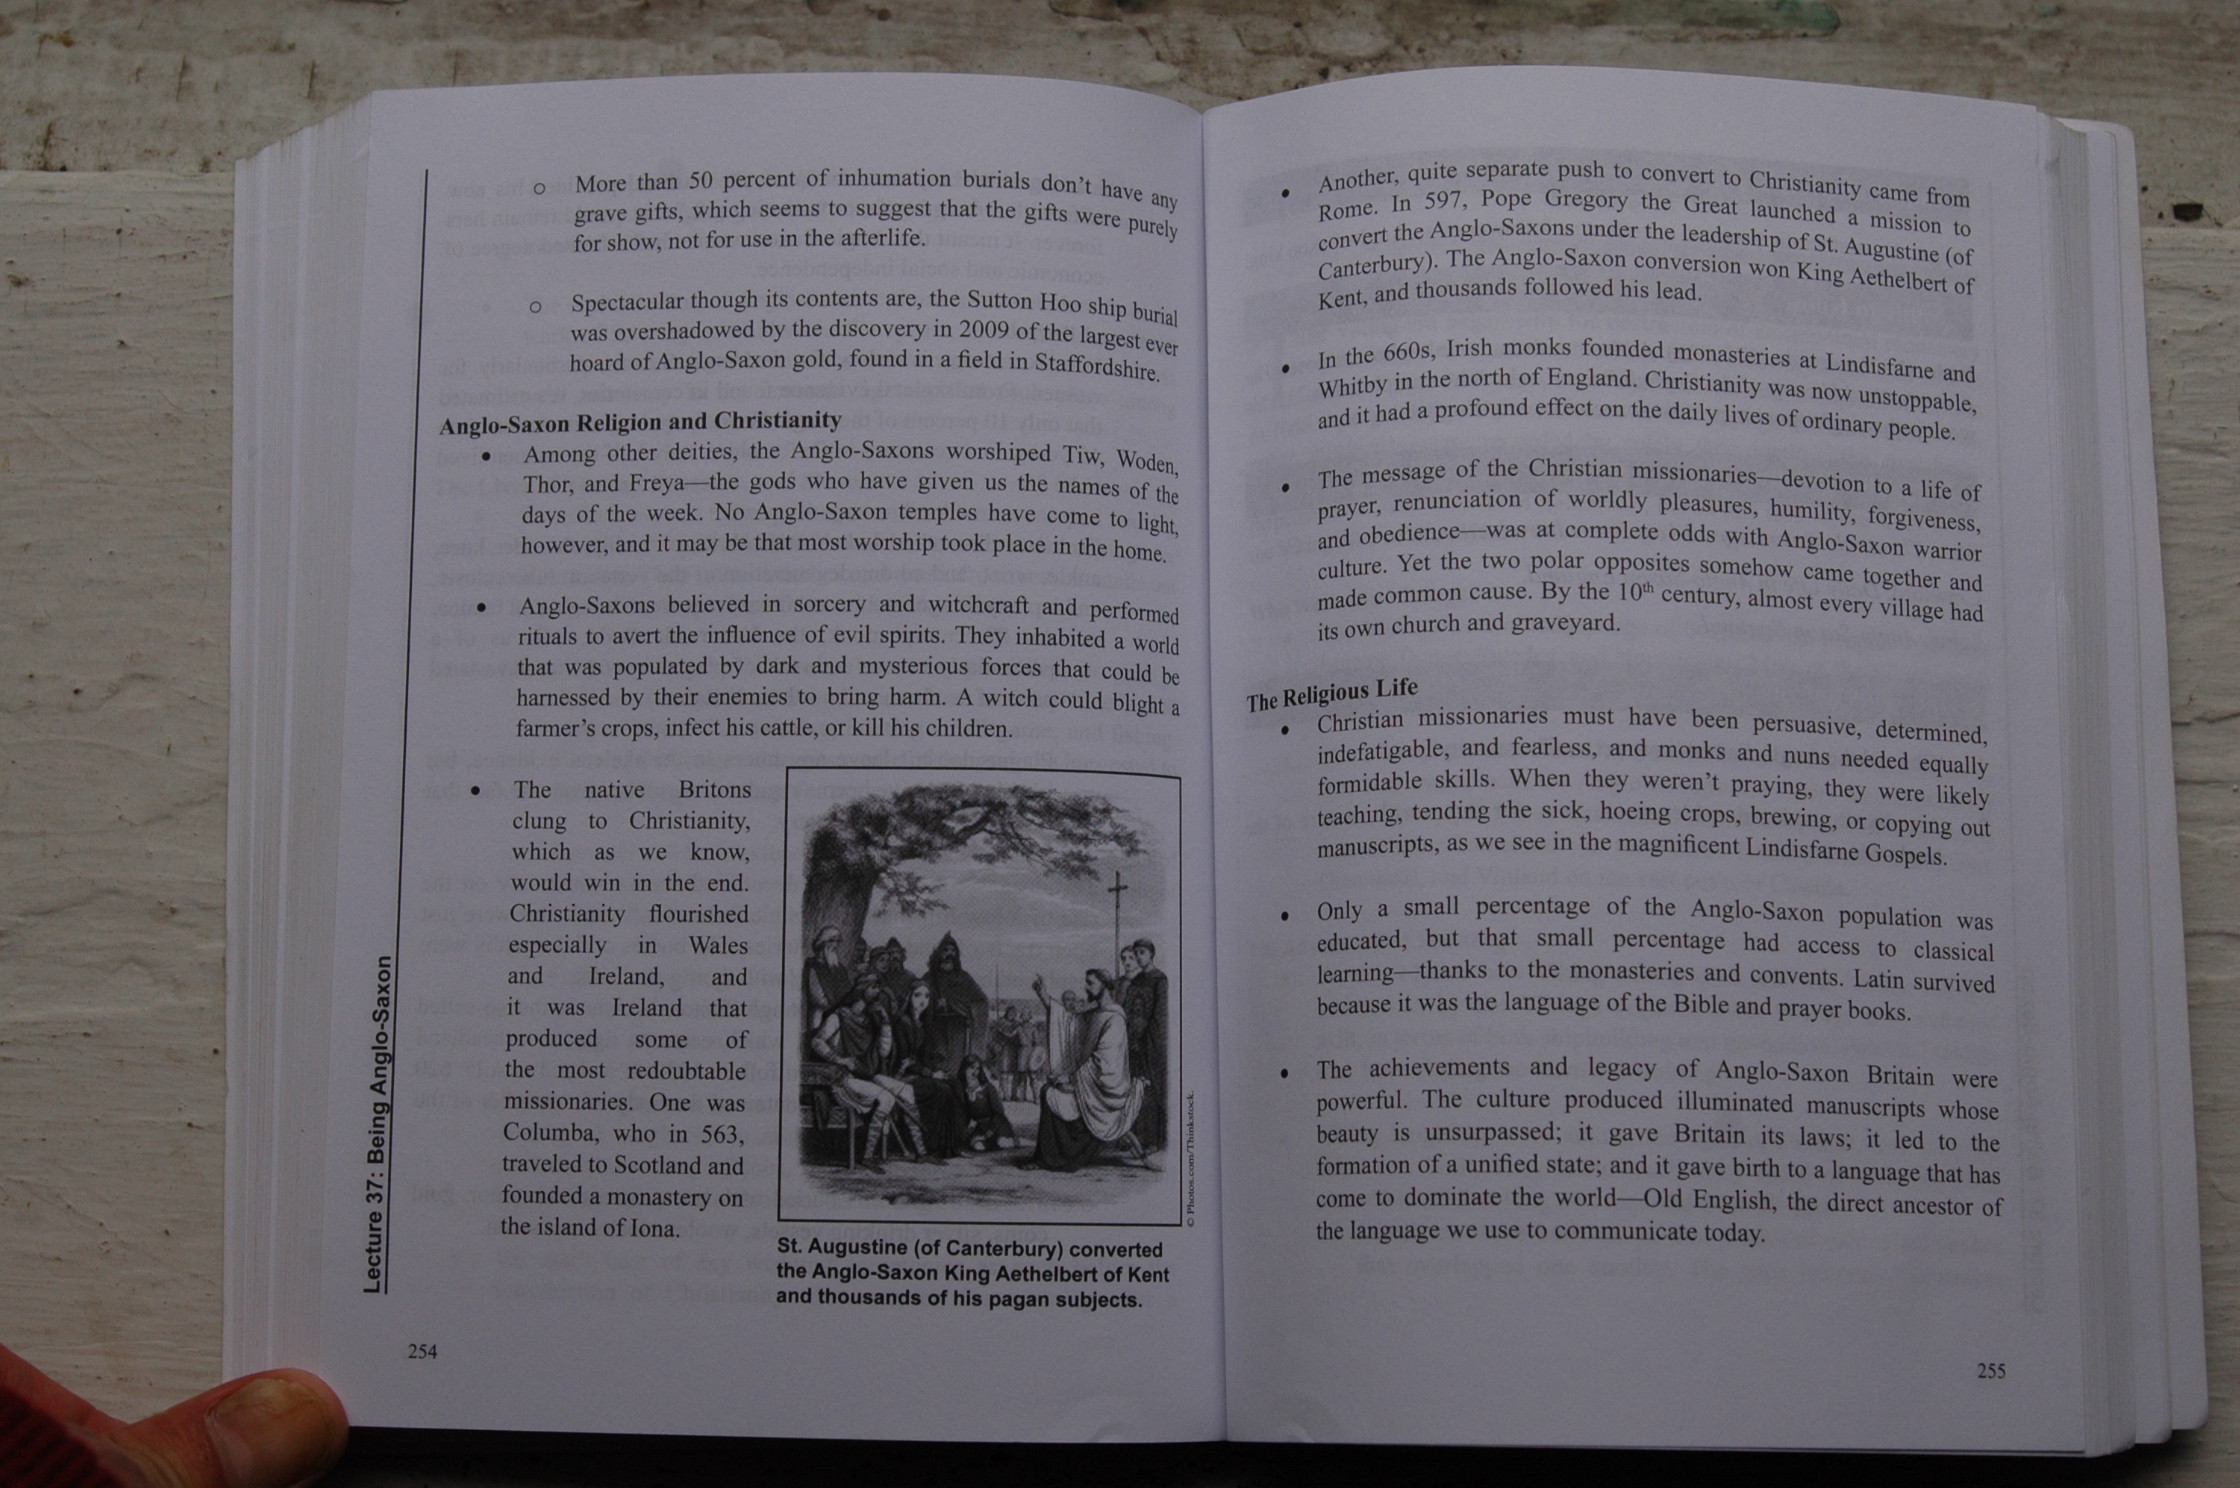 o More than 50 percent of inhumation burials don't have any
grave gifts, which seems to suggest that the gifts were purely
for show, not for use in the afterlife.
o Spectacular though its contents are, the Sutton Hoo ship burial
was overshadowed by the discovery in 2009 of the largest ever
hoard of Anglo-Saxon gold, found in a field in Staffordshire.
Anglo-Saxon Religion and Christianity
• Among other deities, the Anglo-Saxons worshiped Tiw, Woden,
Thor, and Freya—the gods who have given us the names of the
days of the week. No Anglo-Saxon temples have come to light,
however, and it may be that most worship took place in the home.
• Anglo-Saxons believed in sorcery and witchcraft and performed
rituals to avert the influence of evil spirits. They inhabited a world
that was populated by dark and mysterious forces that could be
harnessed by their enemies to bring harm. A witch could blight a
farmer's crops, infect his cattle, or kill his children.
• The native Britons
clung to Christianity,
which as we know,
would win in the end.
Christianity flourished
especially in Wales
and Ireland, and
it was Ireland that
produced some of
the most redoubtable
missionaries. One was
Columba, who in 563,
traveled to Scotland and
founded a monastery on
the island of Iona.
© Photos.com/Thinkstock.
St. Augustine (of Canterbury) converted
the Anglo-Saxon King Aethelbert of Kent
and thousands of his pagan subjects.
Lecture 37: Being Anglo-Saxon
254
• Another, quite separate push to convert to Christianity came from
Rome. In 597, Pope Gregory the Great launched a mission to
convert the Anglo-Saxons under the leadership of St. Augustine (of
Canterbury). The Anglo-Saxon conversion won King Aethelbert of
Kent, and thousands followed his lead.
• In the 660s, Irish monks founded monasteries at Lindisfarne and
Whitby in the north of England. Christianity was now unstoppable,
and it had a profound effect on the daily lives of ordinary people.
• The message of the Christian missionaries—devotion to a life of
prayer, renunciation of worldly pleasures, humility, forgiveness,
and obedience—was at complete odds with Anglo-Saxon warrior
culture. Yet the two polar opposites somehow came together and
made common cause. By the 10th century, almost every village had
its own church and graveyard.
The Religious Life
• Christian missionaries must have been persuasive, determined,
indefatigable, and fearless, and monks and nuns needed equally
formidable skills. When they weren't praying, they were likely
teaching, tending the sick, hoeing crops, brewing, or copying out
manuscripts, as we see in the magnificent Lindisfarne Gospels.
• Only a small percentage of the Anglo-Saxon population was
educated, but that small percentage had access to classical
learning—thanks to the monasteries and convents. Latin survived
because it was the language of the Bible and prayer books.
• The achievements and legacy of Anglo-Saxon Britain were
powerful. The culture produced illuminated manuscripts whose
beauty is unsurpassed; it gave Britain its laws; it led to the
formation of a unified state; and it gave birth to a language that has
come to dominate the world—Old English, the direct ancestor of
the language we use to communicate today.
255